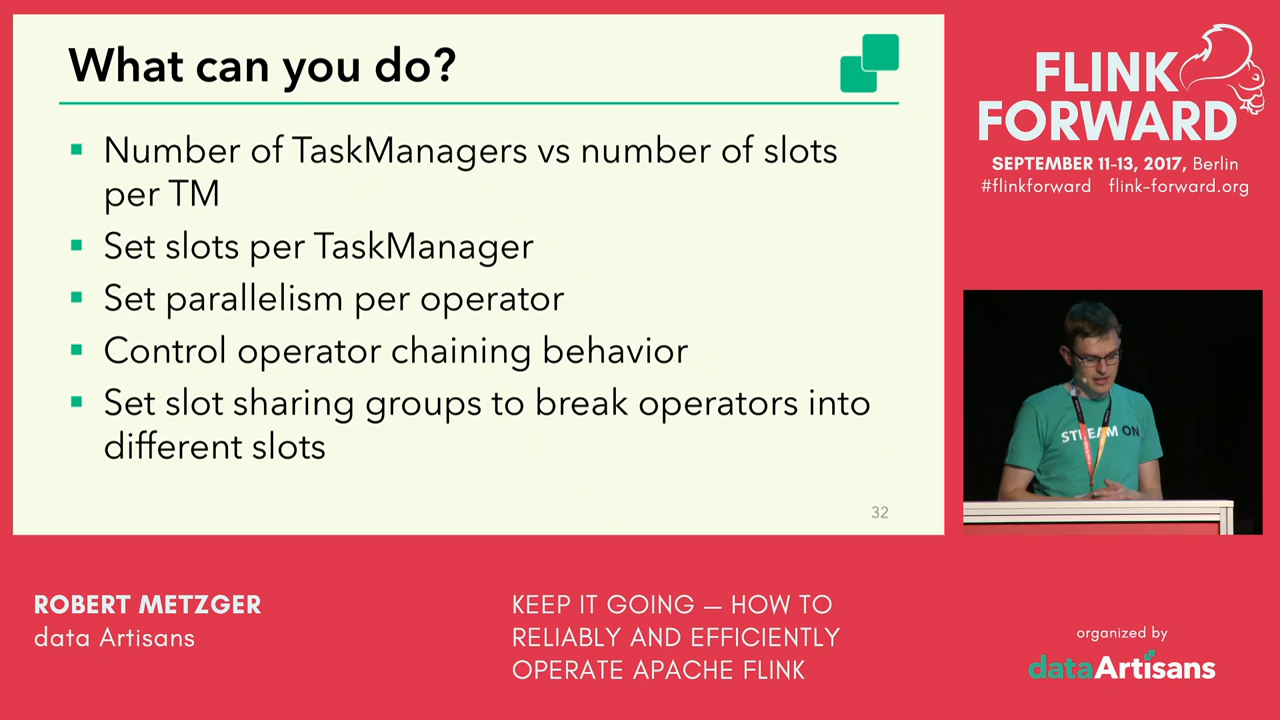 What can you do?
Number of TaskManagers vs number of slots
per TM
Set slots per TaskManager
Set parallelism per operator
Control operator chaining behavior
Set slot sharing groups to break operators into
different slots
32
FLINK
FORWARD
SEPTEMBER 11-13, 2017, Berlin
#flinkforward flink-forward.org
STREAM ON
ROBERT METZGER
data Artisans
KEEP IT GOING — HOW TO
RELIABLY AND EFFICIENTLY
OPERATE APACHE FLINK
organized by
dataArtisans